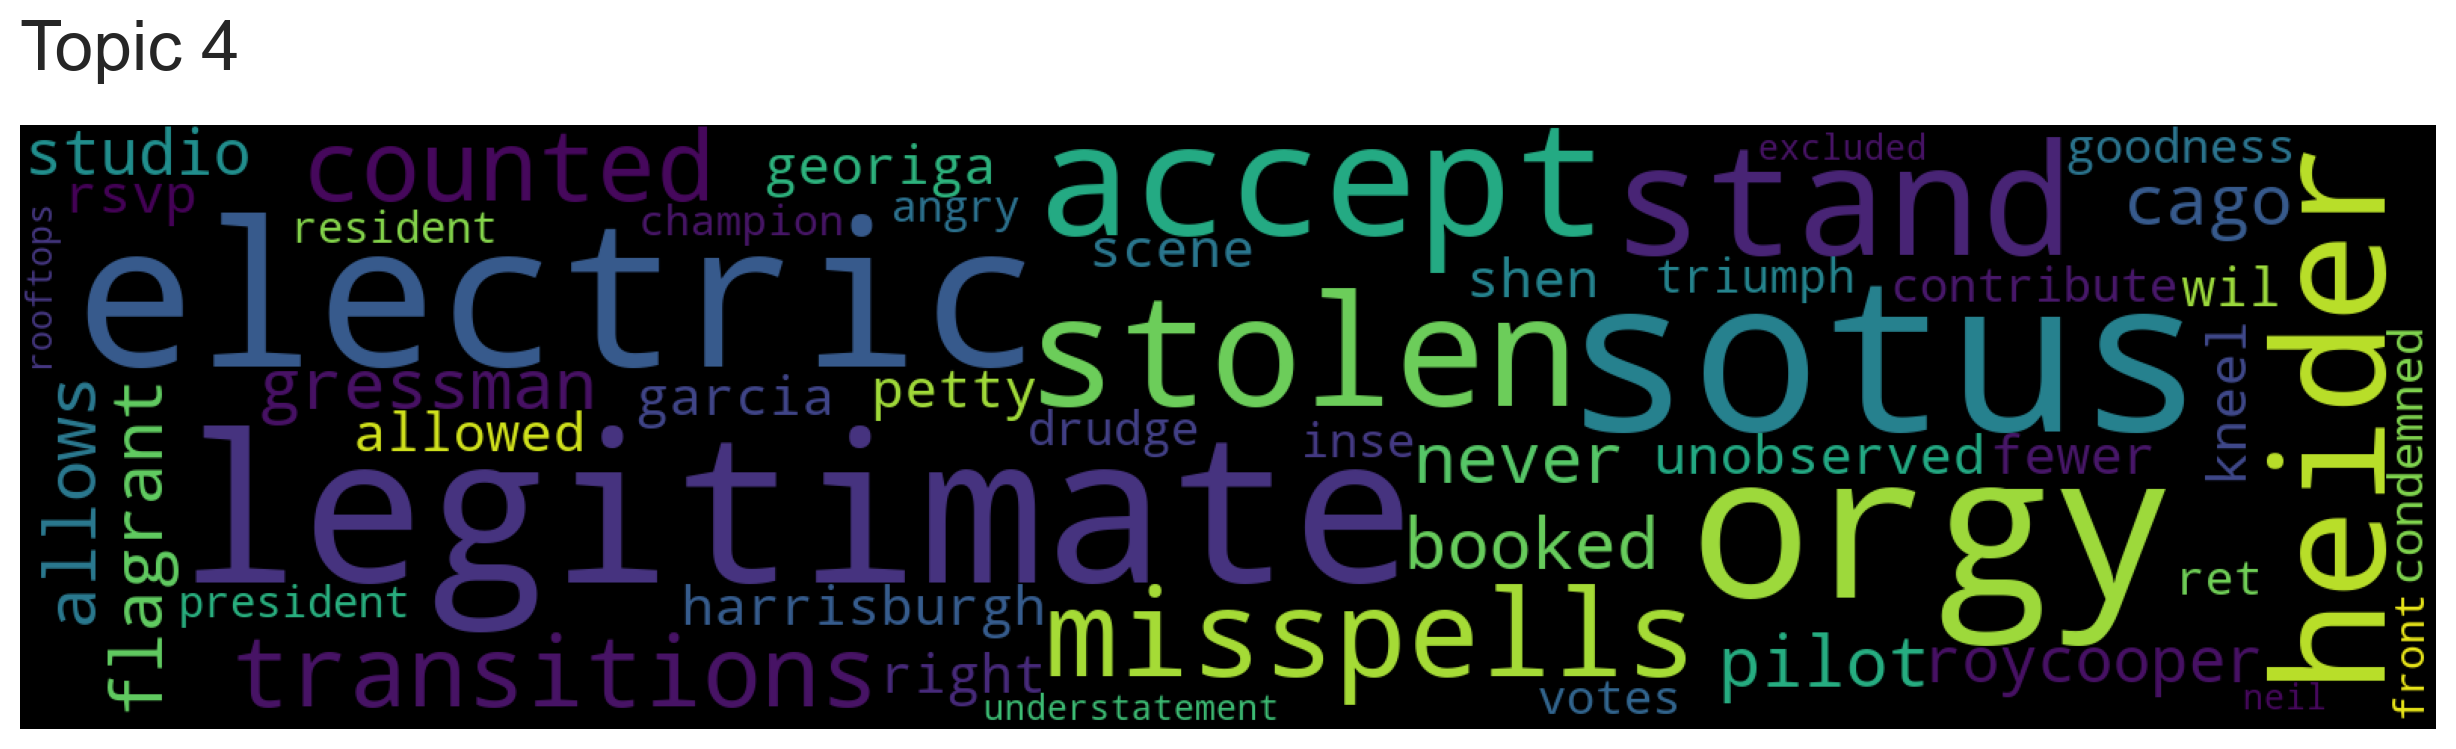 Topic 4
studio
counted
georiga
accept
excluded
stand
goodness
rsvp
resident
champion
angry
scene
cago
rooftops
electric
shen
triumph
contribute
wil
heider
stolen
sotus
kneel
condemned
allows
flagrant
gressman
garcia
petty
allowed
drudge
inse
never
unobserved
fewer
legitimate
booked
orgy
ret
president
harrisburgh
misspells
front
transitions
right
pilot
roycooper
understatement
votes
neil